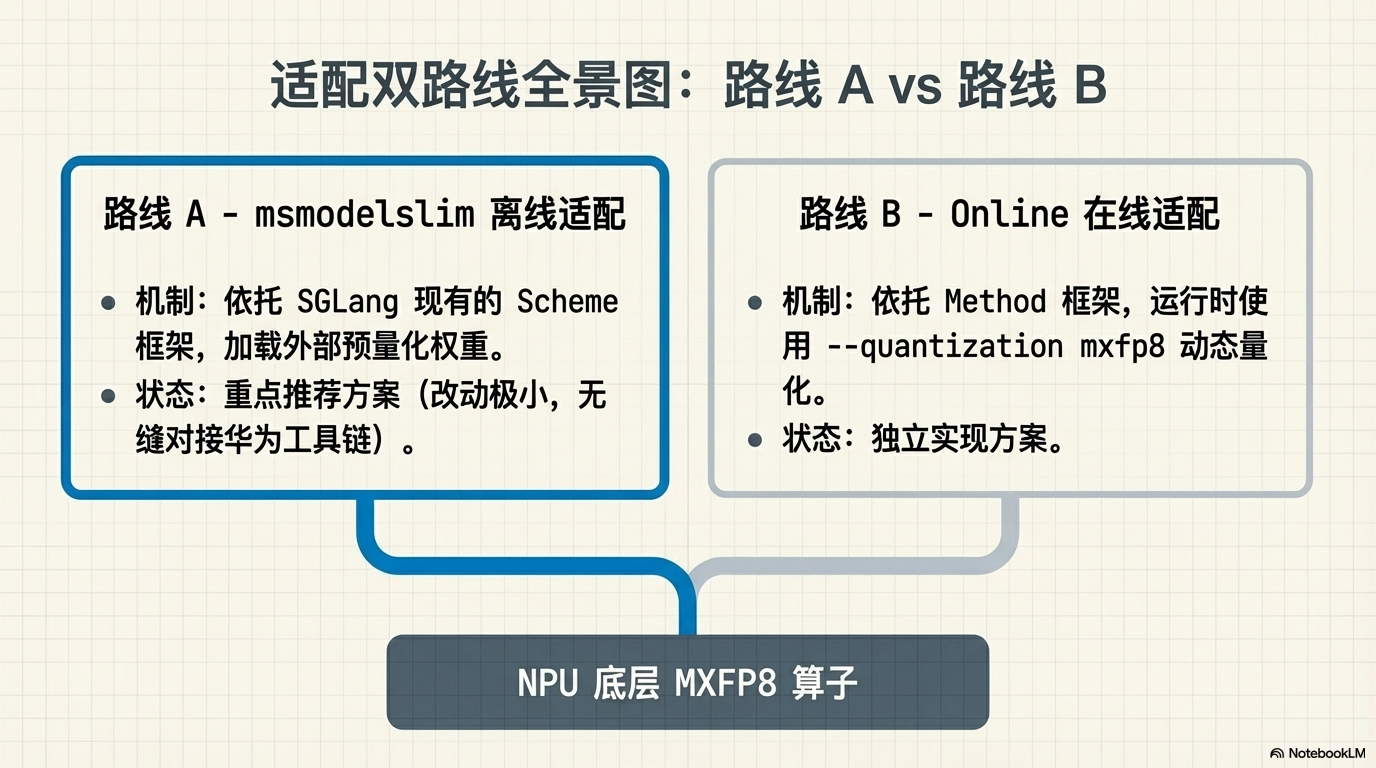 适配双路线全景图：路线 A vs 路线 B
路线 A - msmodelslim 离线适配
机制：依托 SGLang 现有的 Scheme
框架，加载外部预量化权重。
状态：重点推荐方案（改动极小，无
缝对接华为工具链）。
路线 B - Online 在线适配
机制：依托 Method 框架，运行时使
用 --quantization mxfp8 动态量
化。
状态：独立实现方案。
NPU 底层 MXFP8 算子
NotebookLM